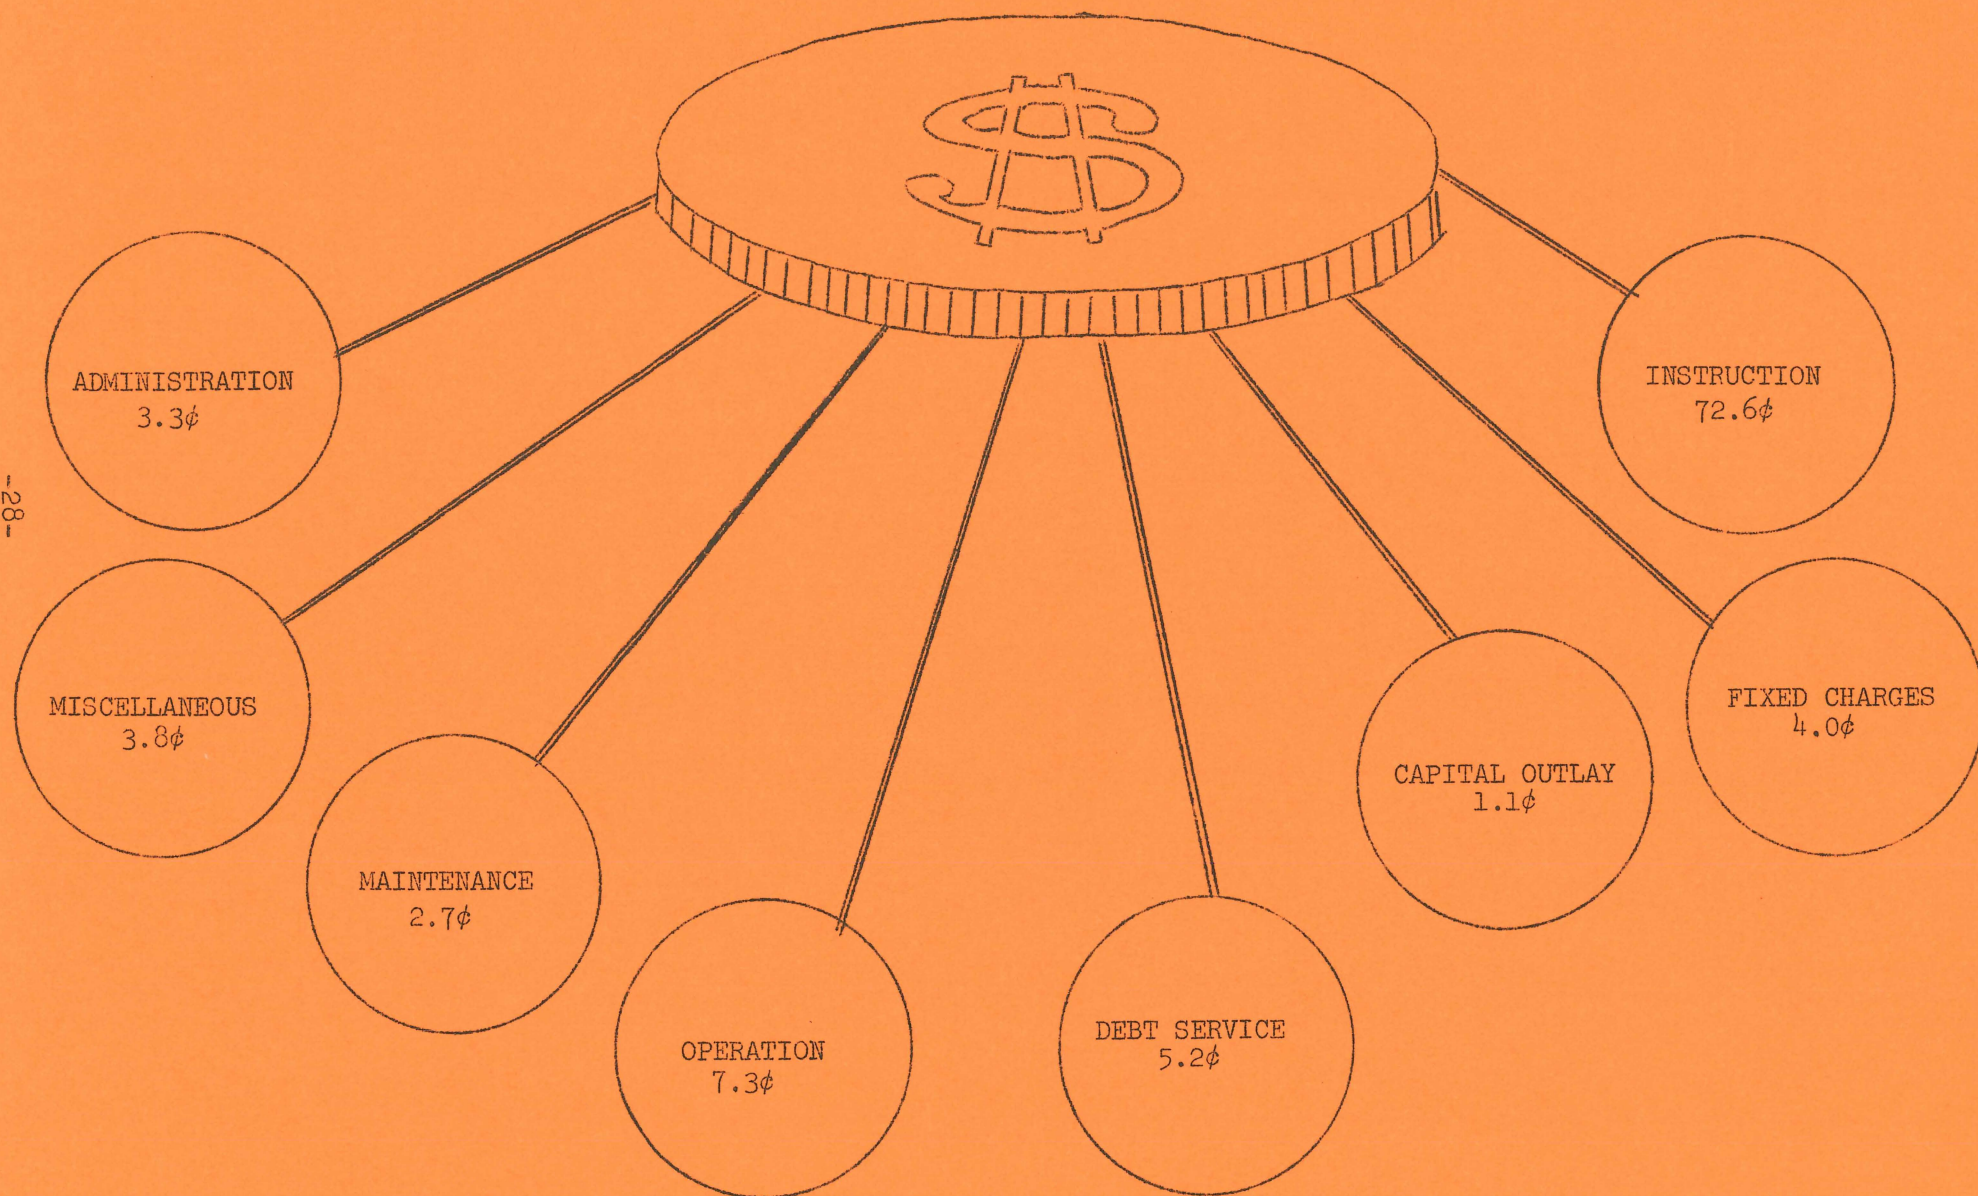 $
ADMINISTRATION
3.3¢
INSTRUCTION
72.6¢
-28-
MISCELLANEOUS
3.8¢
FIXED CHARGES
4.0¢
MAINTENANCE
2.7¢
CAPITAL OUTLAY
1.1¢
OPERATION
7.3¢
DEBT SERVICE
5.2¢